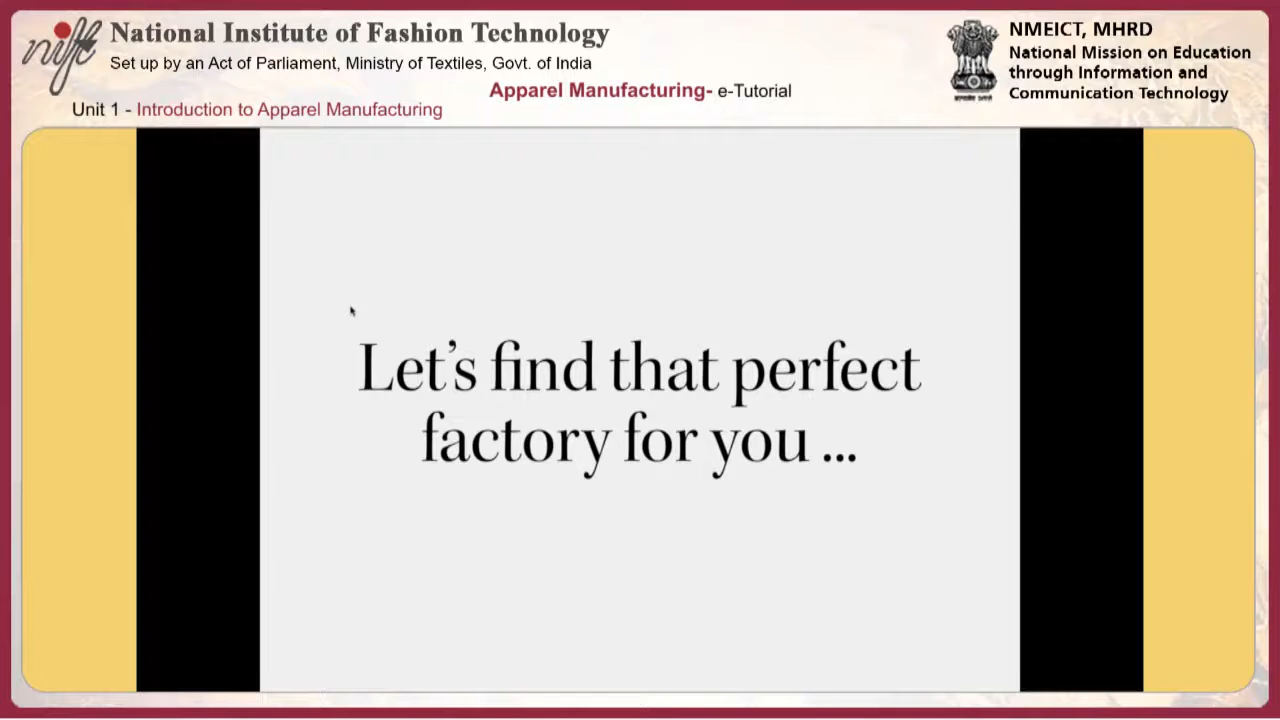 nift
National Institute of Fashion Technology
Set up by an Act of Parliament, Ministry of Textiles, Govt. of India
Apparel Manufacturing- e-Tutorial
Unit 1 - Introduction to Apparel Manufacturing
NMEICT, MHRD
National Mission on Education
through Information and
Communication Technology
Let’s find that perfect
factory for you ...